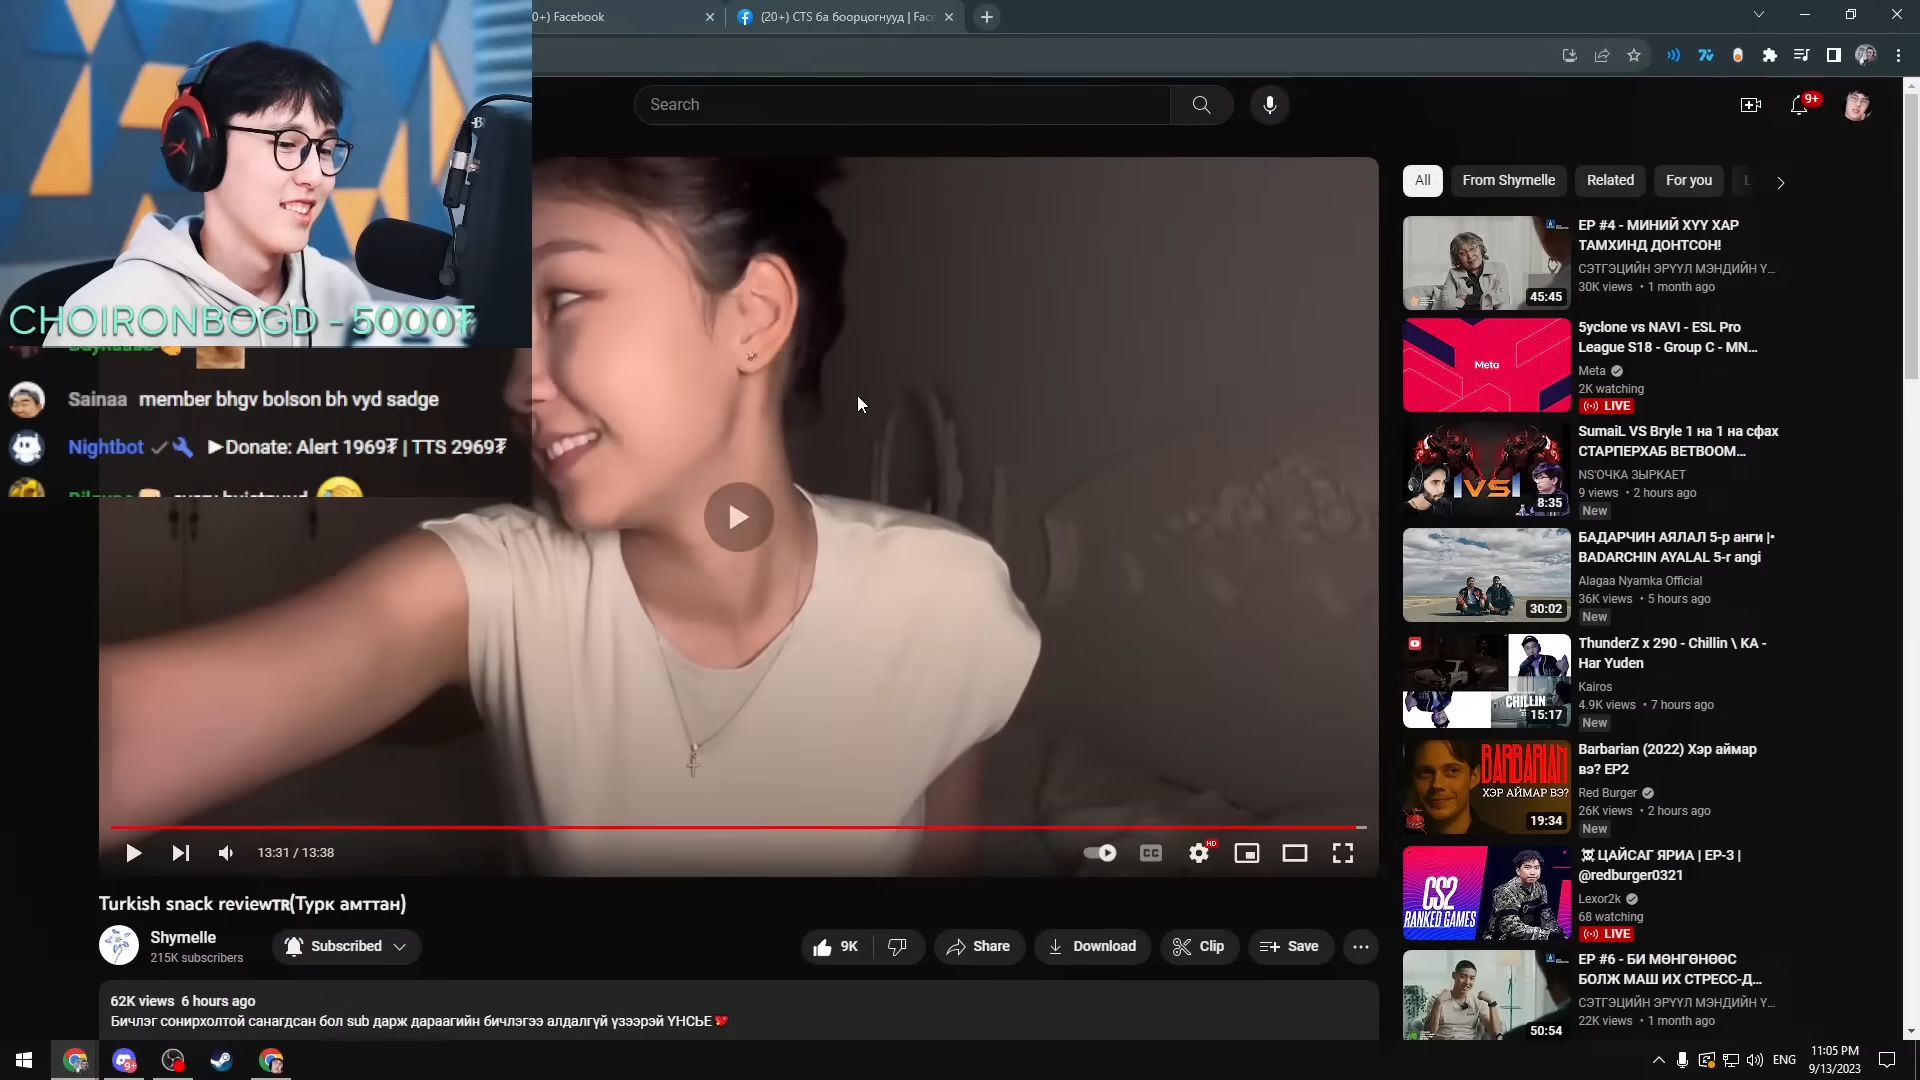 0+) Facebook
(20+) CTS ба боорцогнууд | Fac
Search
9+
All
From Shymelle
Related
For you
CHOIRONBOGD - 5000₮
Sainaa member bhgv bolson bh vyd sadge
Nightbot ►Donate: Alert 1969₮ | TTS 2969₮
13:31 / 13:38
CC
HD
Turkish snack reviewTR(Турк амттан)
Shymelle
215K subscribers
Subscribed
9K
Share
Download
Clip
Save
62K views 6 hours ago
Бичлэг сонирхолтой санагдсан бол sub дарж дараагийн бичлэгээ алдалгүй үзээрэй ҮНСЬЕ
45:45
EP #4 - МИНИЙ ХҮҮ ХАР
ТАМХИНД ДОНТСОН!
СЭТГЭЦИЙН ЭРҮҮЛ МЭНДИЙН Ү...
30K views • 1 month ago
Meta
5yclone vs NAVI - ESL Pro
League S18 - Group C - MN...
Meta
2K watching
LIVE
VS
8:35
SumaiL VS Bryle 1 на 1 на сфах
СТАРПЕРХАБ BETBOOM...
NS'ОЧКА ЗЫРКАЕТ
9 views • 2 hours ago
New
30:02
БАДАРЧИН АЯЛАЛ 5-р анги |•
BADARCHIN AYALAL 5-r angi
Alagaa Nyamka Official
36K views • 5 hours ago
New
CHILLIN
15:17
ThunderZ x 290 - Chillin \ KA -
Har Yuden
Kairos
4.9K views • 7 hours ago
New
BARBARIAN
ХЭР АЙМАР ВЭ?
19:34
Barbarian (2022) Хэр аймар
вэ? EP2
Red Burger
26K views • 2 hours ago
New
CS2
RANKED GAMES
ЦАЙСАГ ЯРИА | EP-3 |
@redburger0321
Lexor2k
68 watching
LIVE
50:54
EP #6 - БИ МӨНГӨНӨӨС
БОЛЖ МАШ ИХ СТРЕСС-Д...
СЭТГЭЦИЙН ЭРҮҮЛ МЭНДИЙН Ү...
22K views • 1 month ago
9+
ENG
11:05 PM
9/13/2023